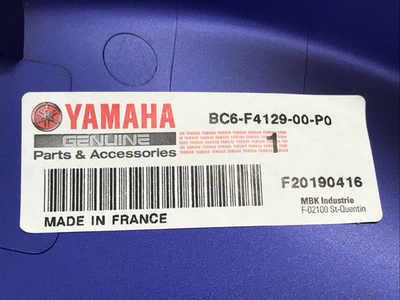 YAMAHA BC6-F4129-00-P0
GENUINE
Parts & Accessories
1
F20190416
MADE IN FRANCE
MBK Industrie
F-02100 St-Quentin